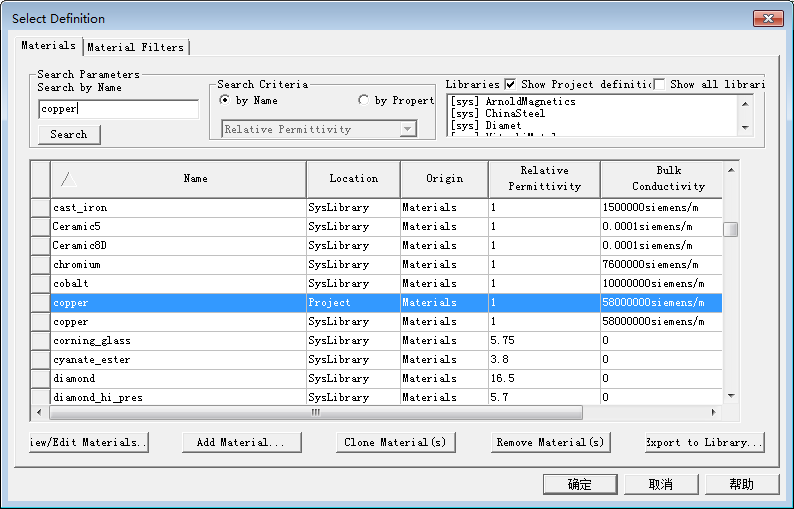 Select Definition
Materials Material Filters
Search Parameters
Search by Name
copper
Search
Search Criteria
by Name by Propert
Relative Permittivity
Libraries Show Project definitio Show all librari
[sys] ArnoldMagnetics
[sys] ChinaSteel
[sys] Diamet
Name Location Origin Relative Permittivity Bulk Conductivity
cast_iron SysLibrary Materials 1 1500000siemens/m
Ceramic5 SysLibrary Materials 1 0.0001siemens/m
Ceramic8D SysLibrary Materials 1 0.0001siemens/m
chromium SysLibrary Materials 1 7600000siemens/m
cobalt SysLibrary Materials 1 10000000siemens/m
copper Project Materials 1 58000000siemens/m
copper SysLibrary Materials 1 58000000siemens/m
corning_glass SysLibrary Materials 5.75 0
cyanate_ester SysLibrary Materials 3.8 0
diamond SysLibrary Materials 16.5 0
diamond_hi_pres SysLibrary Materials 5.7 0
iew/Edit Materials... Add Material... Clone Material(s) Remove Material(s) Export to Library...
确定 取消 帮助